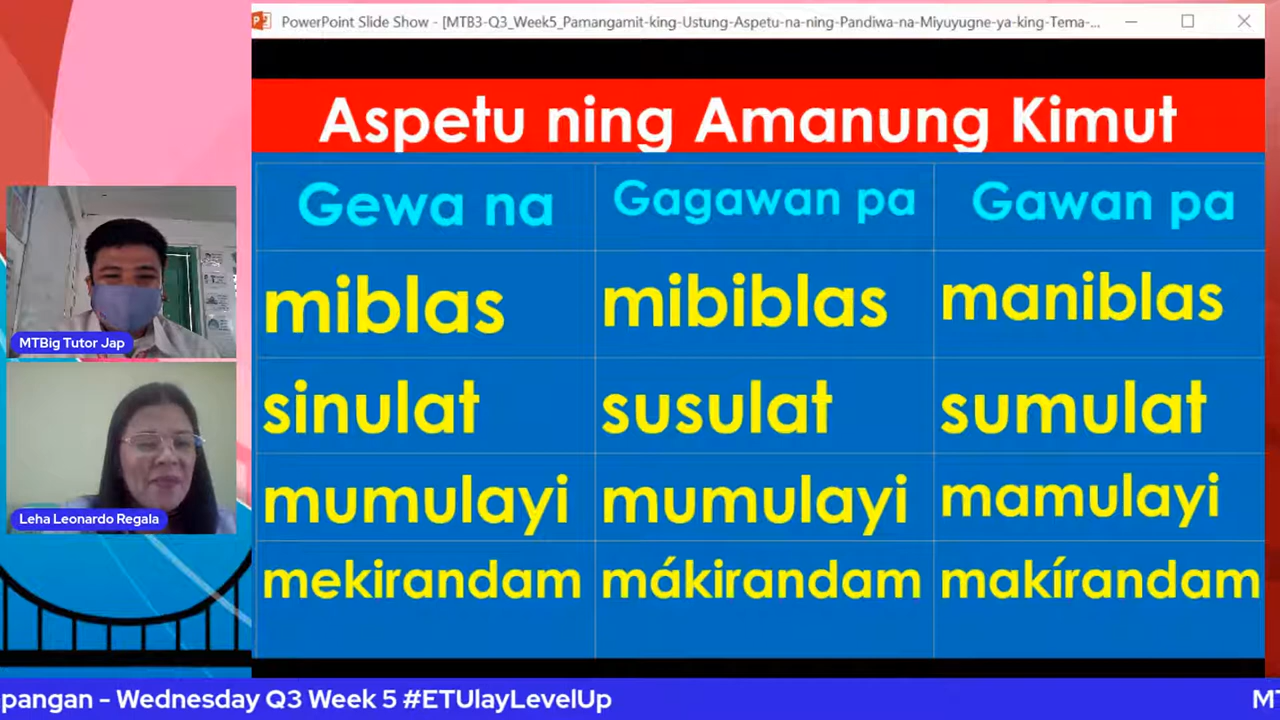 PowerPoint Slide Show - [MTB3-Q3_Week5_Pamangamit-king-Ustung-Aspetu-na-ning-Pandiwa-na-Miyuyugne-ya-king-Tema-...
Aspetu ning Amanung Kimut
Gewa na Gagawan pa Gawan pa
miblas mibiblas maniblas
sinulat susulat sumulat
mumulayi mumulayi mamulayi
mekirandam mákirandam makírandam
MTBig Tutor Jap
Leha Leonardo Regala
pangan - Wednesday Q3 Week 5 #ETUlayLevelUp MT